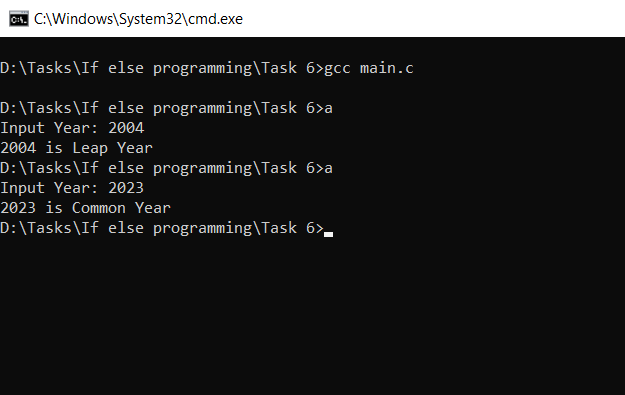 C:\Windows\System32\cmd.exe
D:\Tasks\If else programming\Task 6>gcc main.c
D:\Tasks\If else programming\Task 6>a
Input Year: 2004
2004 is Leap Year
D:\Tasks\If else programming\Task 6>a
Input Year: 2023
2023 is Common Year
D:\Tasks\If else programming\Task 6>